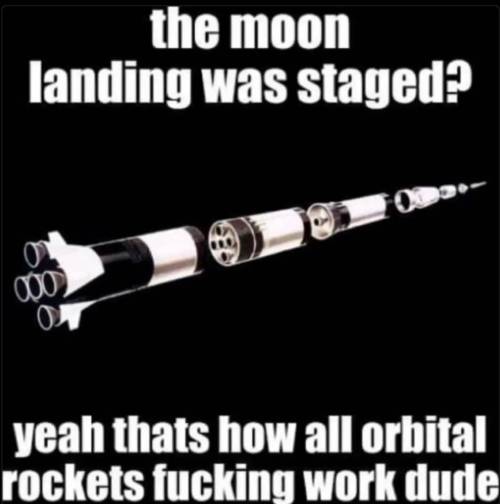 the moon
landing was staged?
yeah thats how all orbital
rockets fucking work dude